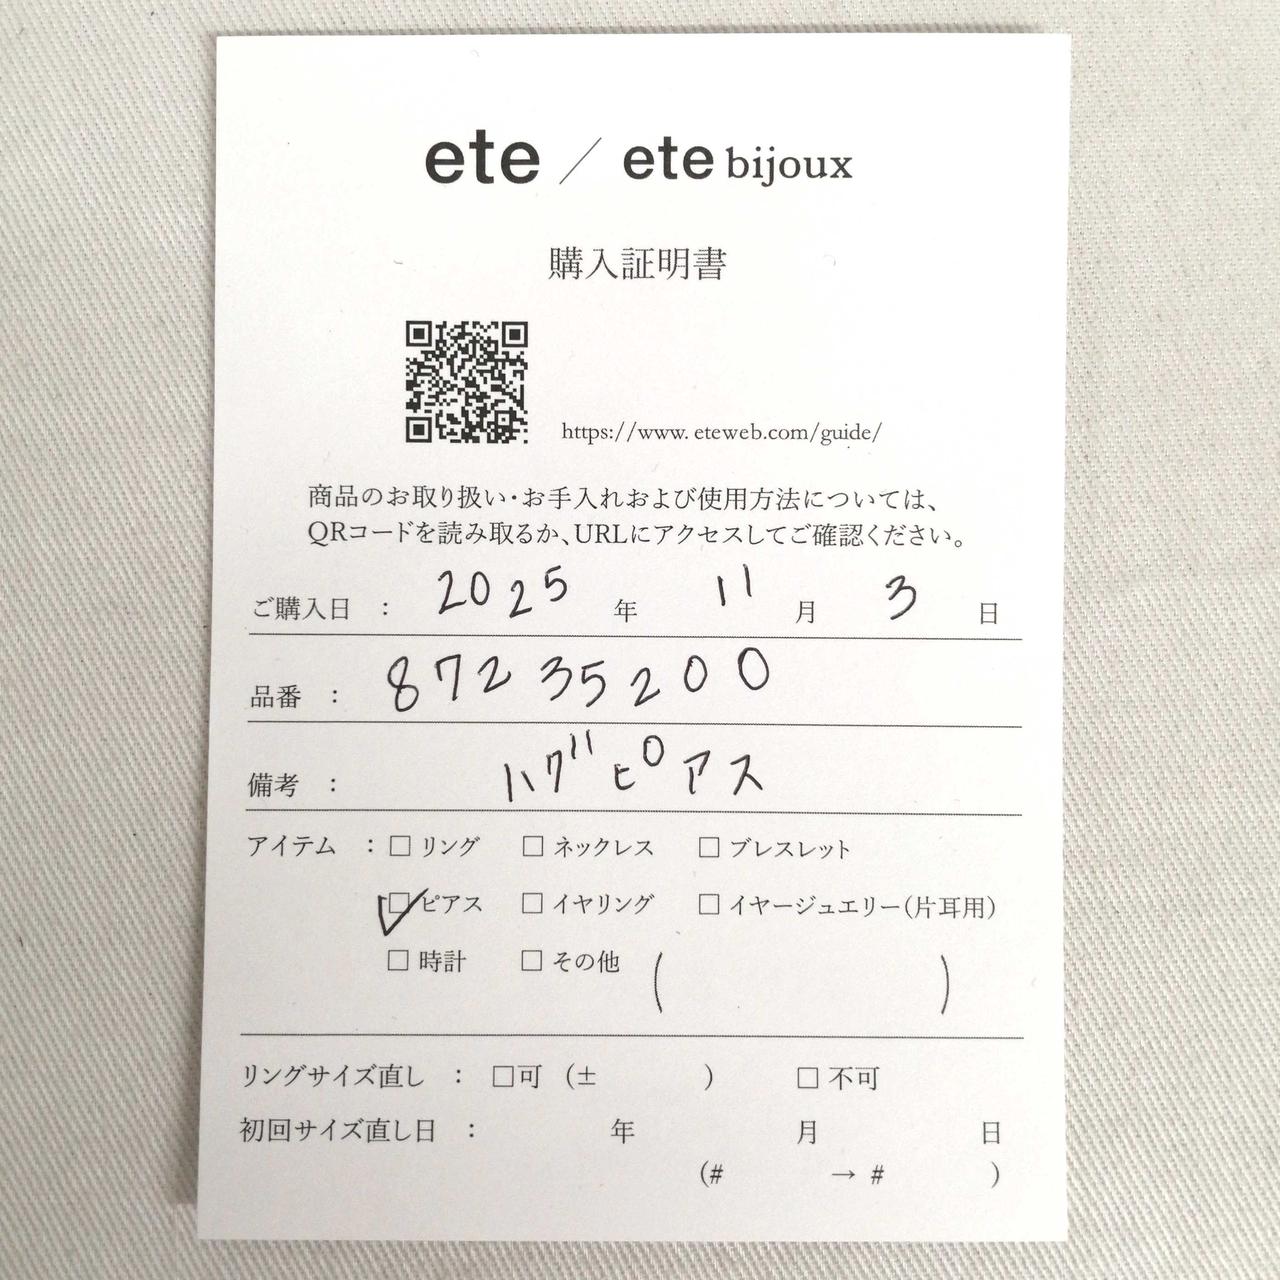 ete / ete bijoux
購入証明書
https://www.eteweb.com/guide/
商品のお取り扱い・お手入れおよび使用方法については、
QRコードを読み取るか、URLにアクセスしてご確認ください。
ご購入日 ： 2025 年 11 月 3 日
品番 ： 87235200
備考 ： ハグピアス
アイテム ：□ リング □ ネックレス □ ブレスレット
☑ ピアス □ イヤリング □ イヤージュエリー（片耳用）
□ 時計 □ その他 （ ）
リングサイズ直し ： □可 （± ） □ 不可
初回サイズ直し日 ： 年 月 日
（# → # ）